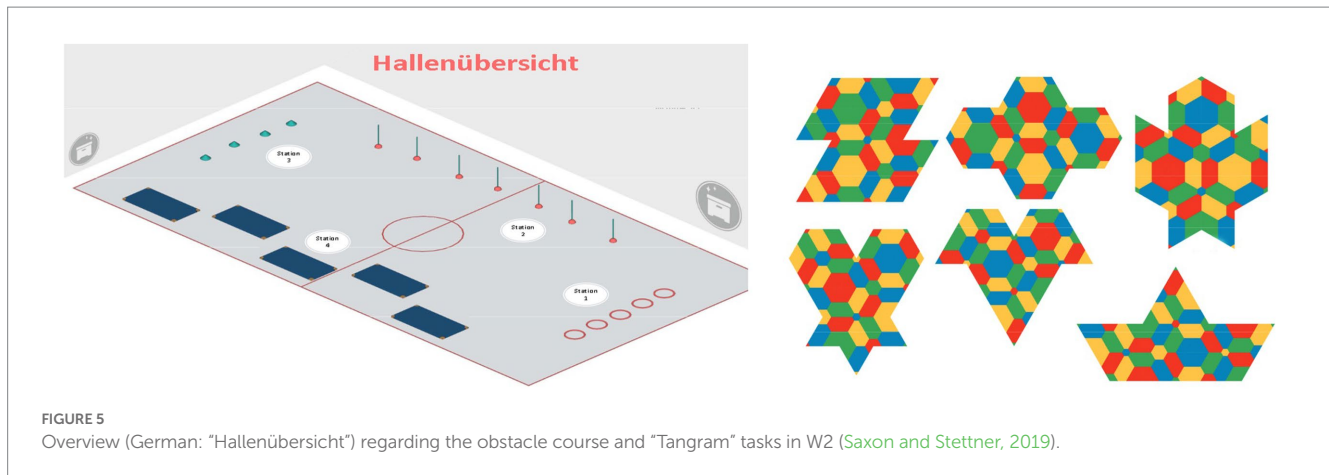 Hallenübersicht
Station
3
Station
2
Station
4
Station
1
FIGURE 5
Overview (German: “Hallenübersicht”) regarding the obstacle course and “Tangram” tasks in W2 (Saxon and Stettner, 2019).